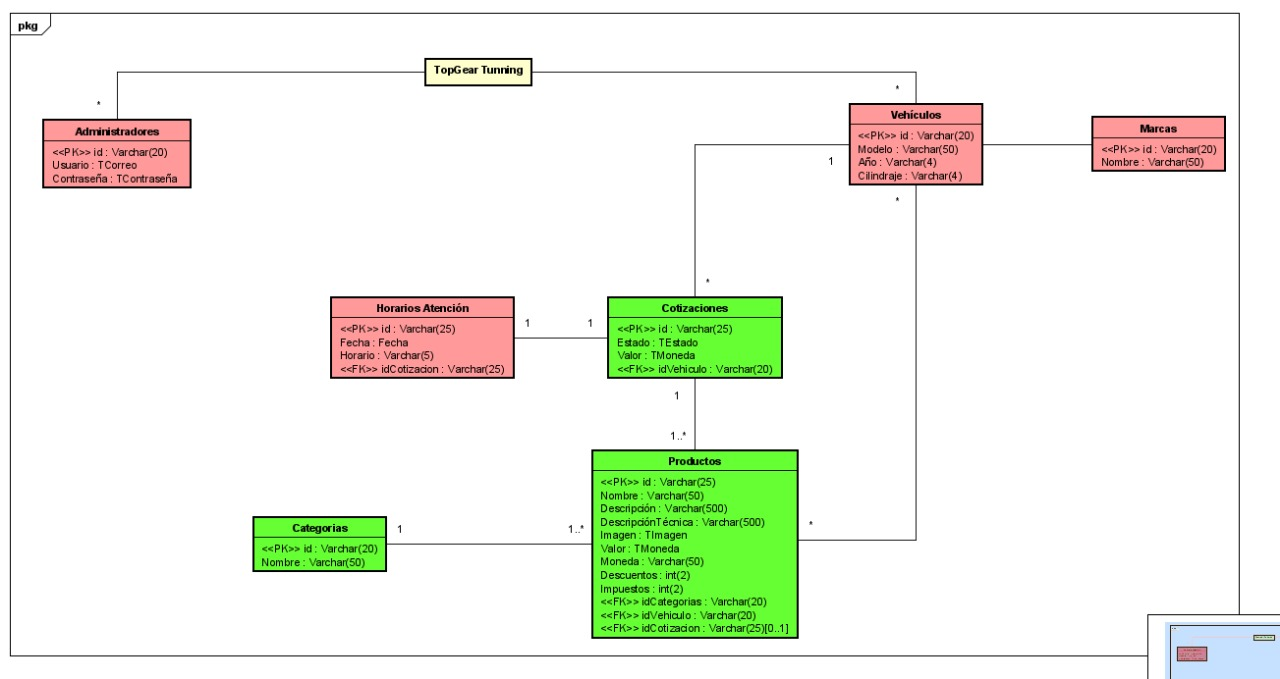 pkg
TopGear Tunning
*
*
Administradores
<<PK>> id : Varchar(20)
Usuario : TCorreo
Contraseña : TContraseña
Vehículos
<<PK>> id : Varchar(20)
Modelo : Varchar(50)
Año : Varchar(4)
Cilindraje : Varchar(4)
Marcas
<<PK>> id : Varchar(20)
Nombre : Varchar(50)
1
*
*
Horarios Atención
<<PK>> id : Varchar(25)
Fecha : Fecha
Horario : Varchar(5)
<<FK>> idCotizacion : Varchar(25)
1
1
Cotizaciones
<<PK>> id : Varchar(25)
Estado : TEstado
Valor : TMoneda
<<FK>> idVehiculo : Varchar(20)
1
1..*
Productos
<<PK>> id : Varchar(25)
Nombre : Varchar(50)
Descripción : Varchar(500)
DescripciónTécnica : Varchar(500)
Imagen : TImagen
Valor : TMoneda
Moneda : Varchar(50)
Descuentos : int(2)
Impuestos : int(2)
<<FK>> idCategorias : Varchar(20)
<<FK>> idVehiculo : Varchar(20)
<<FK>> idCotizacion : Varchar(25)[0..1]
Categorias
<<PK>> id : Varchar(20)
Nombre : Varchar(50)
1
1..*
*